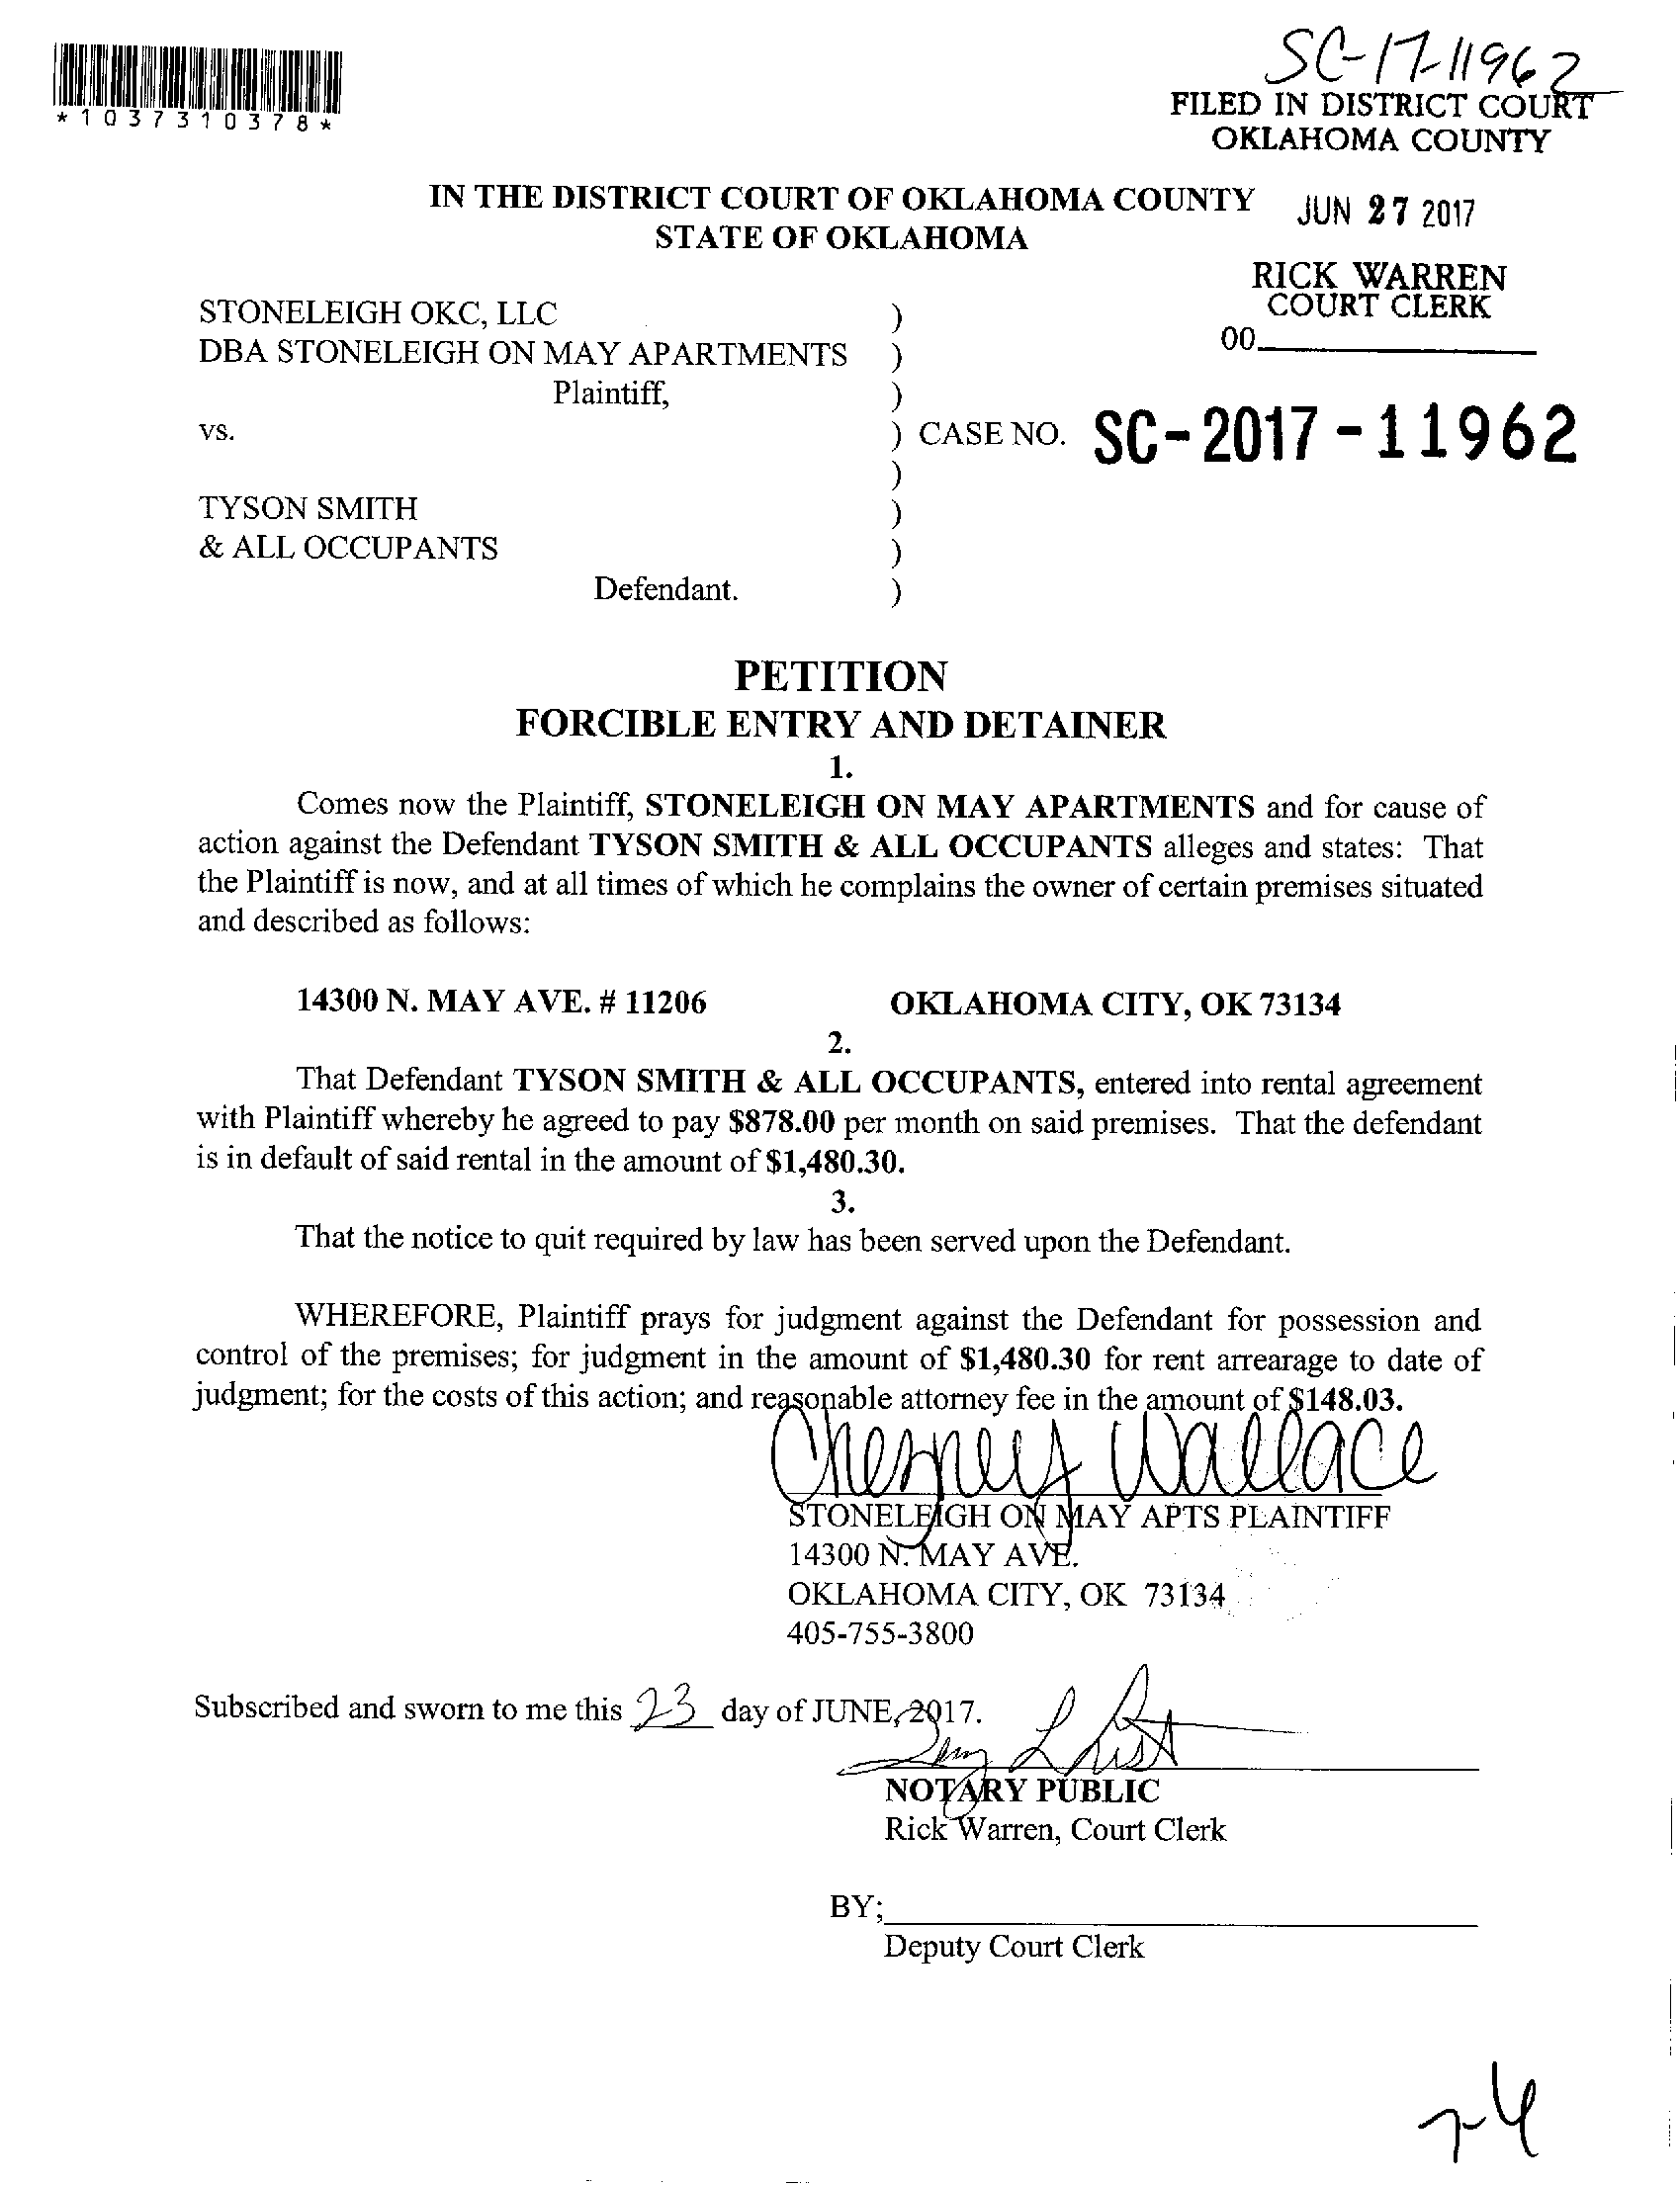 SC-17-11962
*1037310378*
FILED IN DISTRICT COURT
OKLAHOMA COUNTY
IN THE DISTRICT COURT OF OKLAHOMA COUNTY
STATE OF OKLAHOMA
JUN 27 2017
RICK WARREN
COURT CLERK
00
STONELEIGH OKC, LLC )
DBA STONELEIGH ON MAY APARTMENTS )
Plaintiff, )
vs. ) CASE NO. SC-2017-11962
)
TYSON SMITH )
& ALL OCCUPANTS )
Defendant. )
PETITION
FORCIBLE ENTRY AND DETAINER
1.
Comes now the Plaintiff, STONELEIGH ON MAY APARTMENTS and for cause of
action against the Defendant TYSON SMITH & ALL OCCUPANTS alleges and states: That
the Plaintiff is now, and at all times of which he complains the owner of certain premises situated
and described as follows:
14300 N. MAY AVE. # 11206 OKLAHOMA CITY, OK 73134
2.
That Defendant TYSON SMITH & ALL OCCUPANTS, entered into rental agreement
with Plaintiff whereby he agreed to pay $878.00 per month on said premises. That the defendant
is in default of said rental in the amount of $1,480.30.
3.
That the notice to quit required by law has been served upon the Defendant.
WHEREFORE, Plaintiff prays for judgment against the Defendant for possession and
control of the premises; for judgment in the amount of $1,480.30 for rent arrearage to date of
judgment; for the costs of this action; and reasonable attorney fee in the amount of $148.03.
Chesney Wallace
STONELEIGH ON MAY APTS PLAINTIFF
14300 N. MAY AVE.
OKLAHOMA CITY, OK 73134
405-755-3800
Subscribed and sworn to me this 23 day of JUNE, 2017.
NOTARY PUBLIC
Rick Warren, Court Clerk
BY;
Deputy Court Clerk